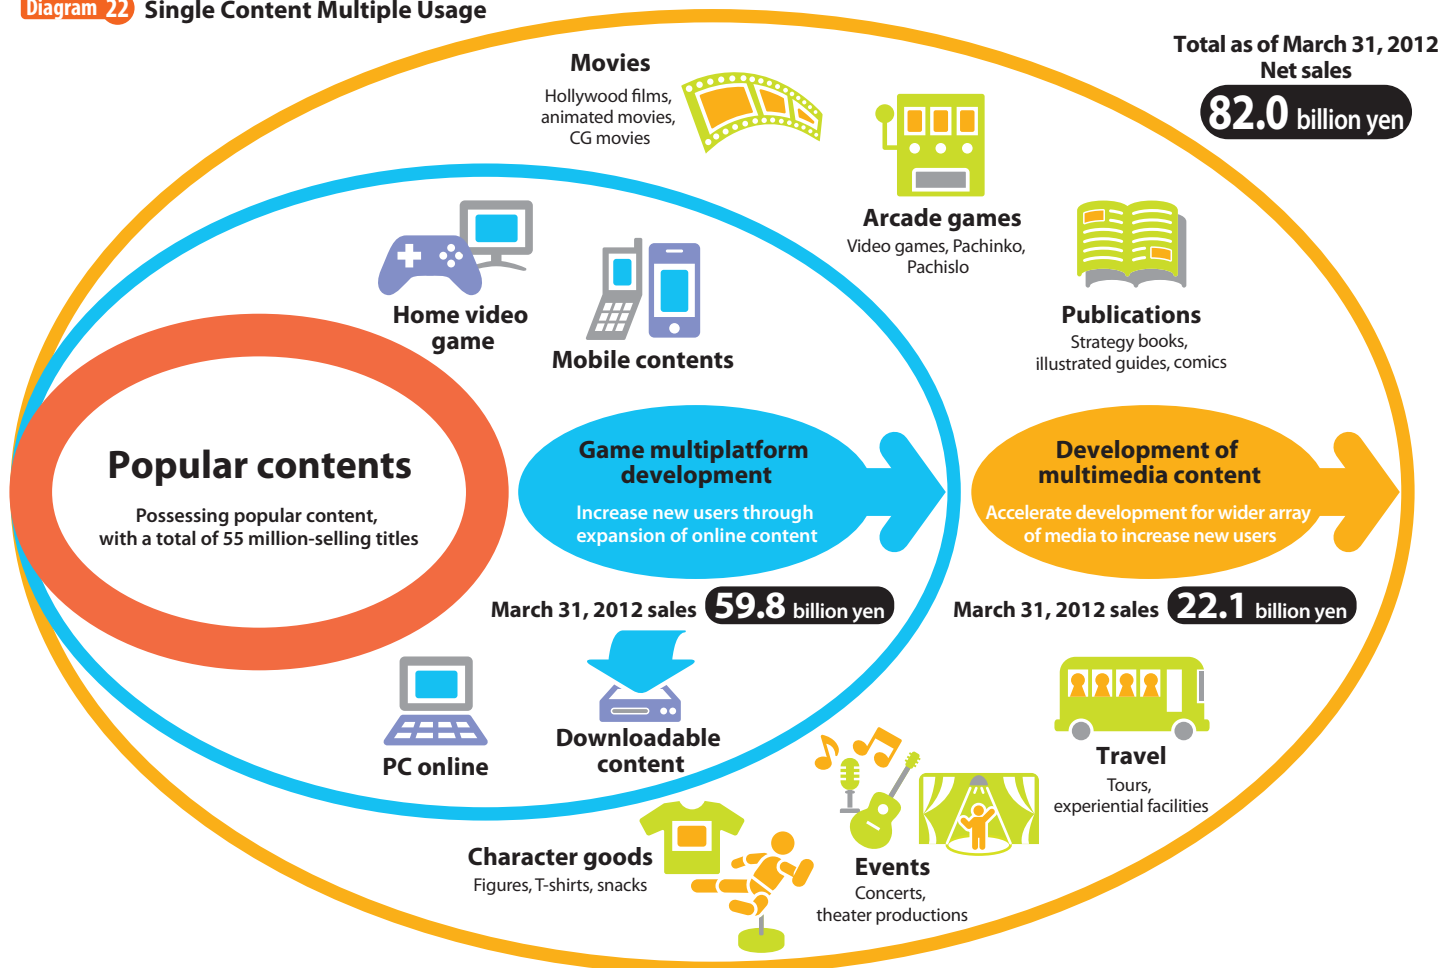 Diagram 22 Single Content Multiple Usage
Total as of March 31, 2012
Net sales
82.0 billion yen
Movies
Hollywood films,
animated movies,
CG movies
Arcade games
Video games, Pachinko,
Pachislo
Publications
Strategy books,
illustrated guides, comics
Home video
game
Mobile contents
Popular contents
Possessing popular content,
with a total of 55 million-selling titles
Game multiplatform
development
Increase new users through
expansion of online content
Development of
multimedia content
Accelerate development for wider array
of media to increase new users
March 31, 2012 sales 59.8 billion yen
March 31, 2012 sales 22.1 billion yen
PC online
Downloadable
content
Travel
Tours,
experiential facilities
Character goods
Figures, T-shirts, snacks
Events
Concerts,
theater productions